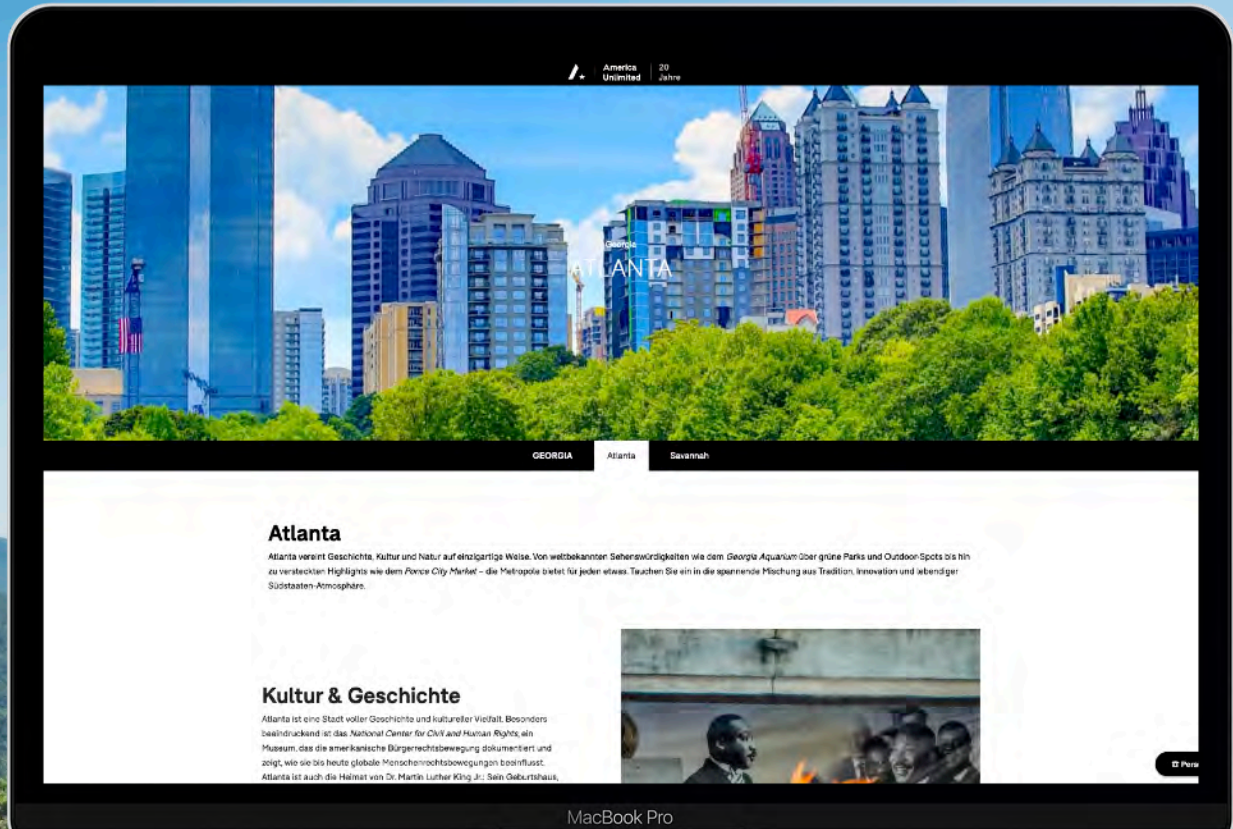 America
Unlimited
20
Jahre
Georgia
ATLANTA
GEORGIA Atlanta Savannah
Atlanta
Atlanta vereint Geschichte, Kultur und Natur auf einzigartige Weise. Von weltbekannten Sehenswürdigkeiten wie dem Georgia Aquarium über grüne Parks und Outdoor-Spots bis hin
zu versteckten Highlights wie dem Ponce City Market – die Metropole bietet für jeden etwas. Tauchen Sie ein in die spannende Mischung aus Tradition, Innovation und lebendiger
Südstaaten-Atmosphäre.
Kultur & Geschichte
Atlanta ist eine Stadt voller Geschichte und kultureller Vielfalt. Besonders
beeindruckend ist das National Center for Civil and Human Rights, ein
Museum, das die amerikanische Bürgerrechtsbewegung dokumentiert und
zeigt, wie sie bis heute globale Menschenrechtsbewegungen beeinflusst.
Atlanta ist auch die Heimat von Dr. Martin Luther King Jr.: Sein Geburtshaus,
Pers
MacBook Pro